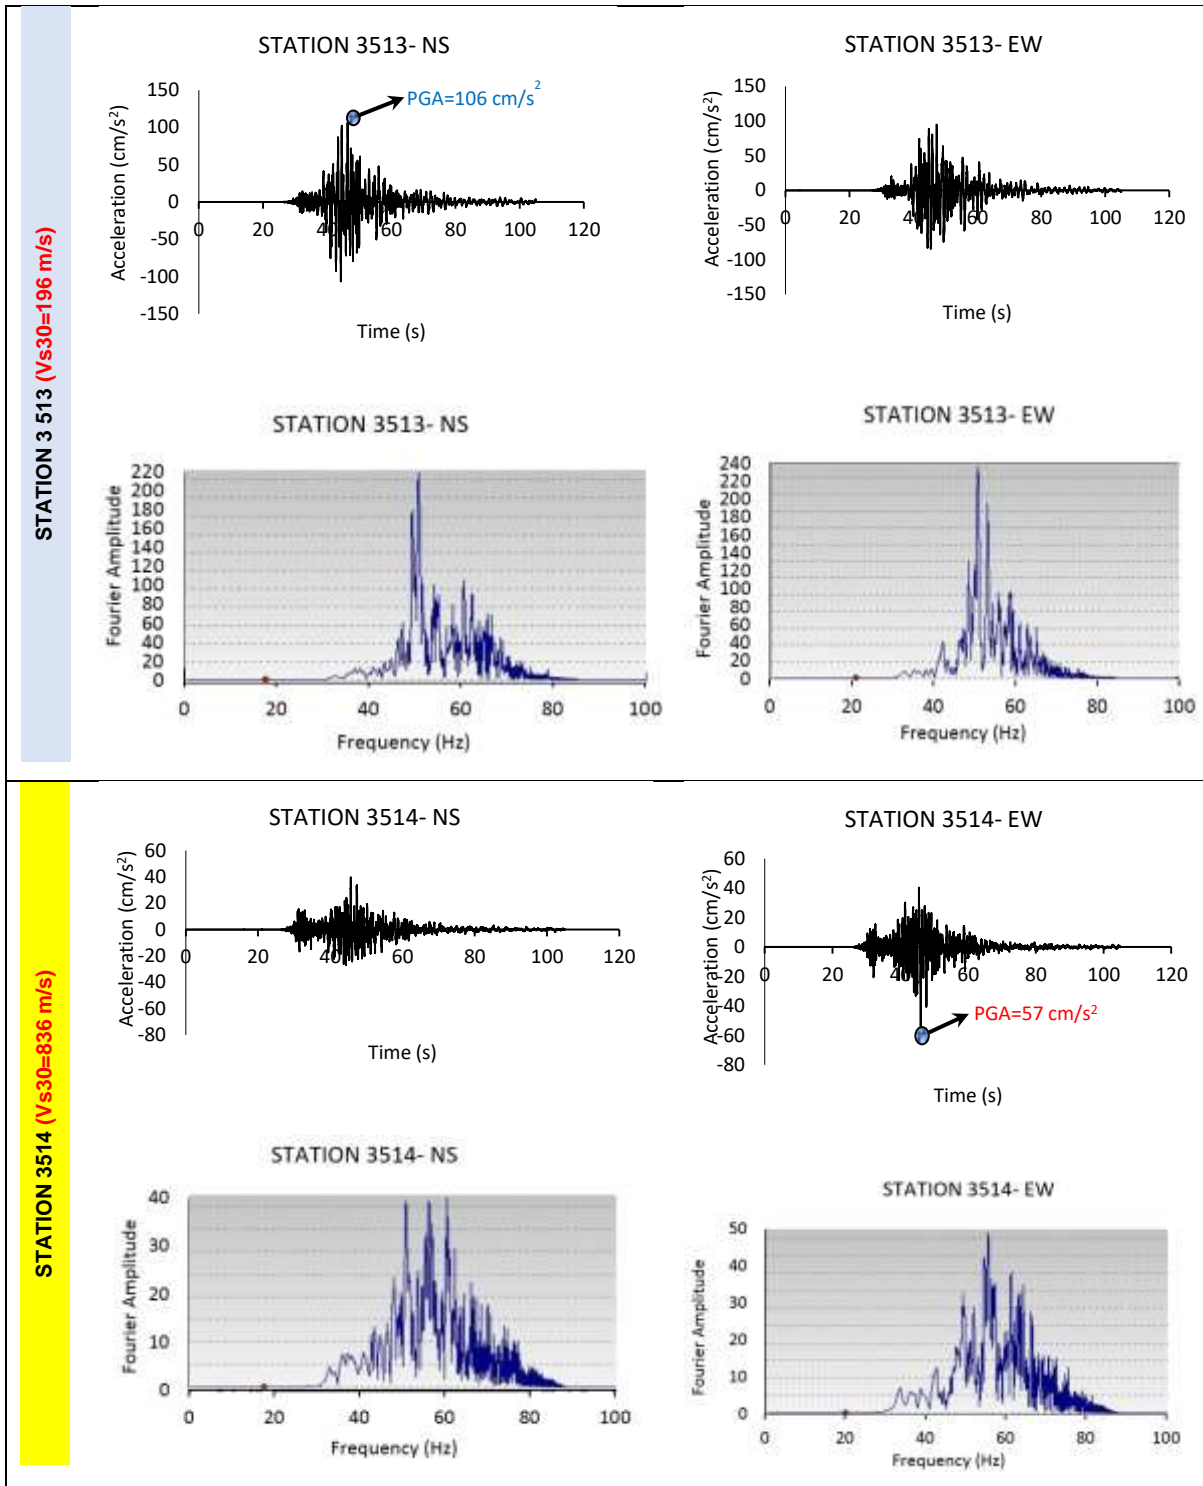 STATION 3 513 (Vs30=196 m/s)
STATION 3513- NS
Acceleration (cm/s²)
150
100
50
0
-50
-100
-150
0 20 40 60 80 100 120
PGA=106 cm/s²
Time (s)
STATION 3513- EW
Acceleration (cm/s²)
150
100
50
0
-50
-100
-150
0 20 40 60 80 100 120
Time (s)
STATION 3513- NS
Fourier Amplitude
220
200
180
160
140
120
100
80
60
40
20
0
0 20 40 60 80 100
Frequency (Hz)
STATION 3513- EW
Fourier Amplitude
240
220
200
180
160
140
120
100
80
60
40
20
0
0 20 40 60 80 100
Frequency (Hz)
STATION 3514 (Vs30=836 m/s)
STATION 3514- NS
Acceleration (cm/s²)
60
40
20
0
-20
-40
-60
-80
0 20 40 60 80 100 120
Time (s)
STATION 3514- EW
Acceleration (cm/s²)
60
40
20
0
-20
-40
-60
-80
0 20 40 60 80 100 120
PGA=57 cm/s²
Time (s)
STATION 3514- NS
Fourier Amplitude
40
30
20
10
0
0 20 40 60 80 100
Frequency (Hz)
STATION 3514- EW
Fourier Amplitude
50
40
30
20
10
0
0 20 40 60 80 100
Frequency (Hz)